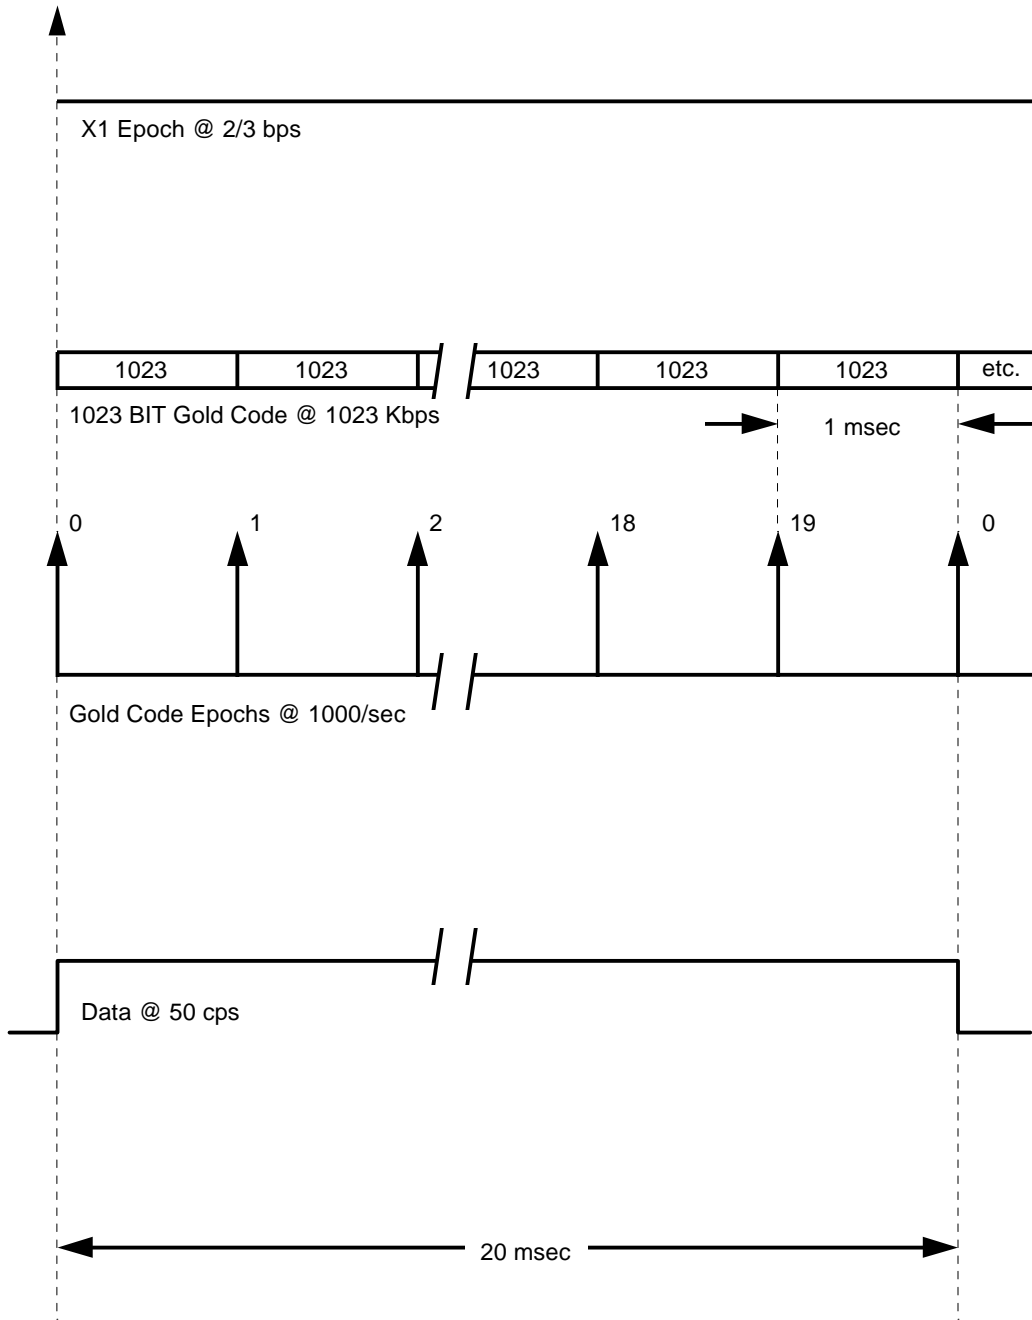 X1 Epoch @ 2/3 bps
1023 1023 1023 1023 1023 etc.
1023 BIT Gold Code @ 1023 Kbps
1 msec
0 1 2 18 19 0
Gold Code Epochs @ 1000/sec
Data @ 50 cps
20 msec